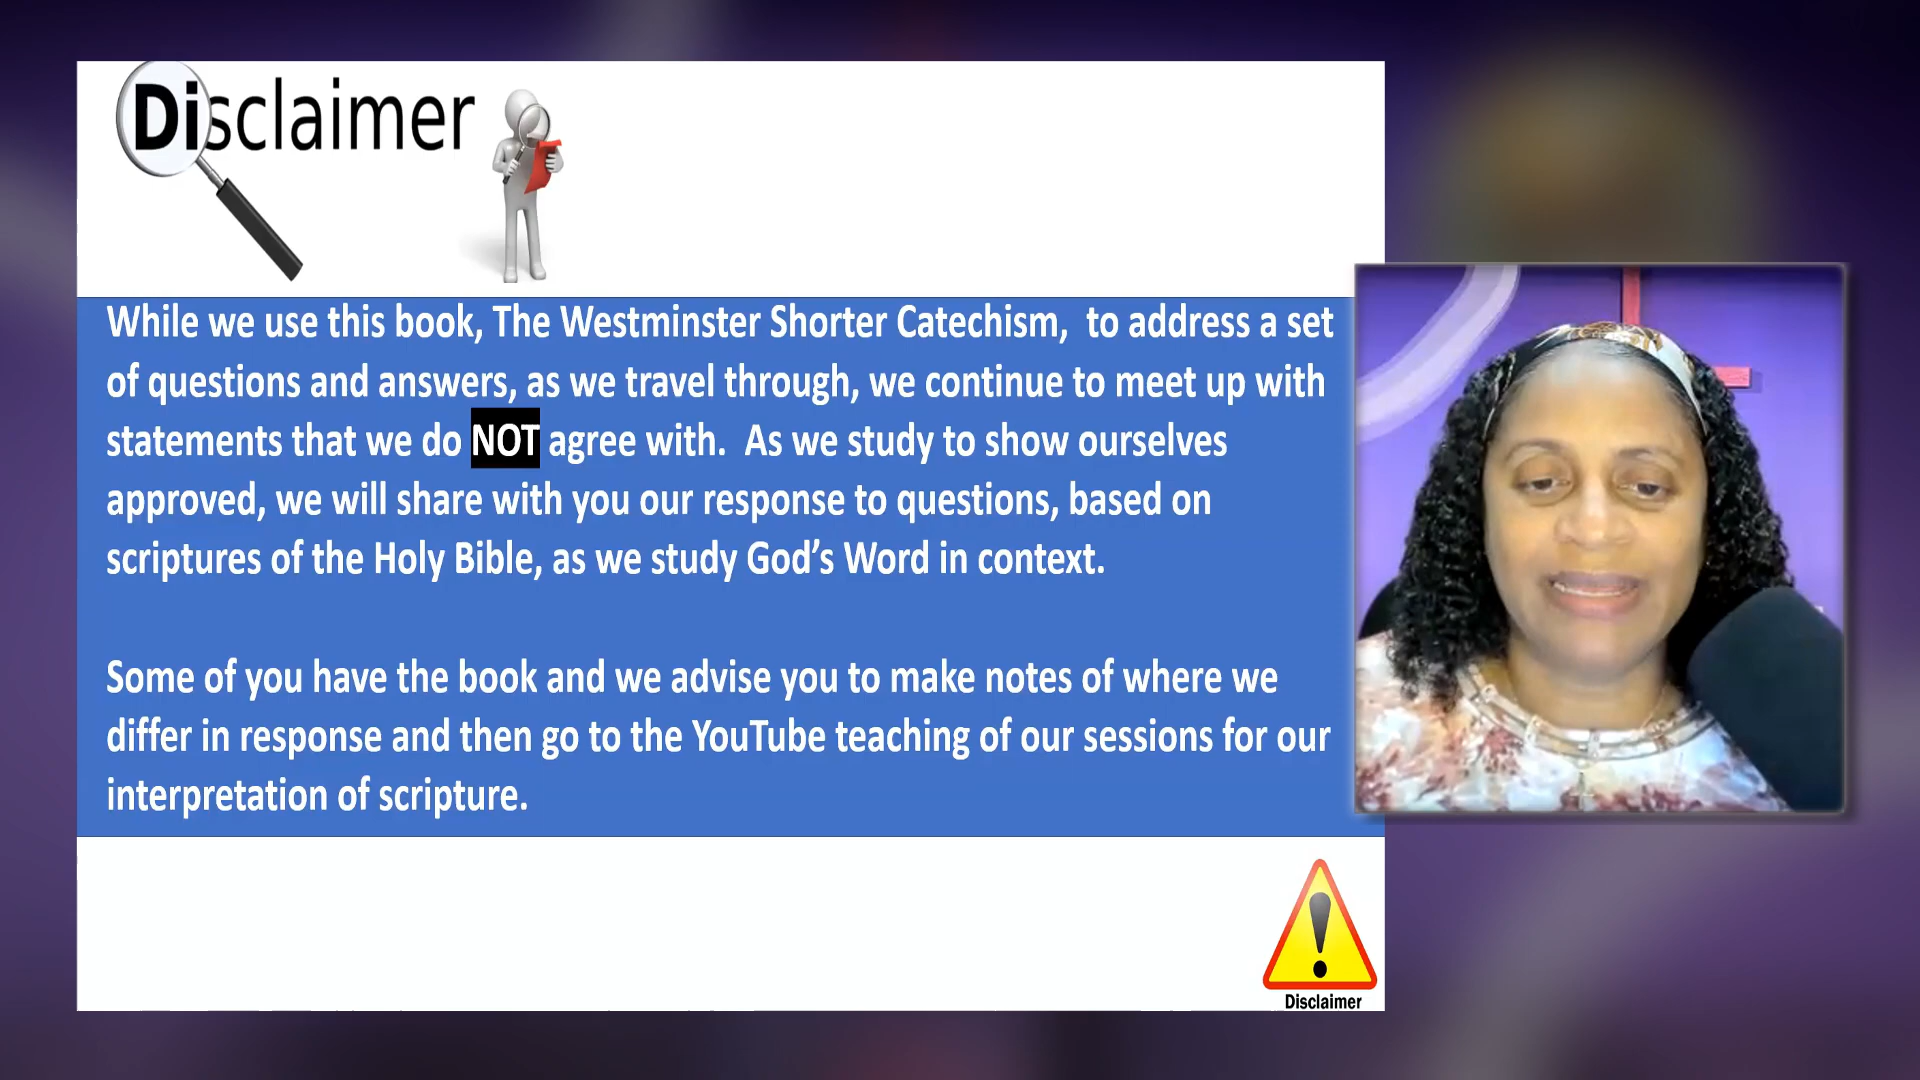 Disclaimer
While we use this book, The Westminster Shorter Catechism,  to address a set
of questions and answers, as we travel through, we continue to meet up with
statements that we do NOT agree with.  As we study to show ourselves
approved, we will share with you our response to questions, based on
scriptures of the Holy Bible, as we study God’s Word in context.
Some of you have the book and we advise you to make notes of where we
differ in response and then go to the YouTube teaching of our sessions for our
interpretation of scripture.
Disclaimer